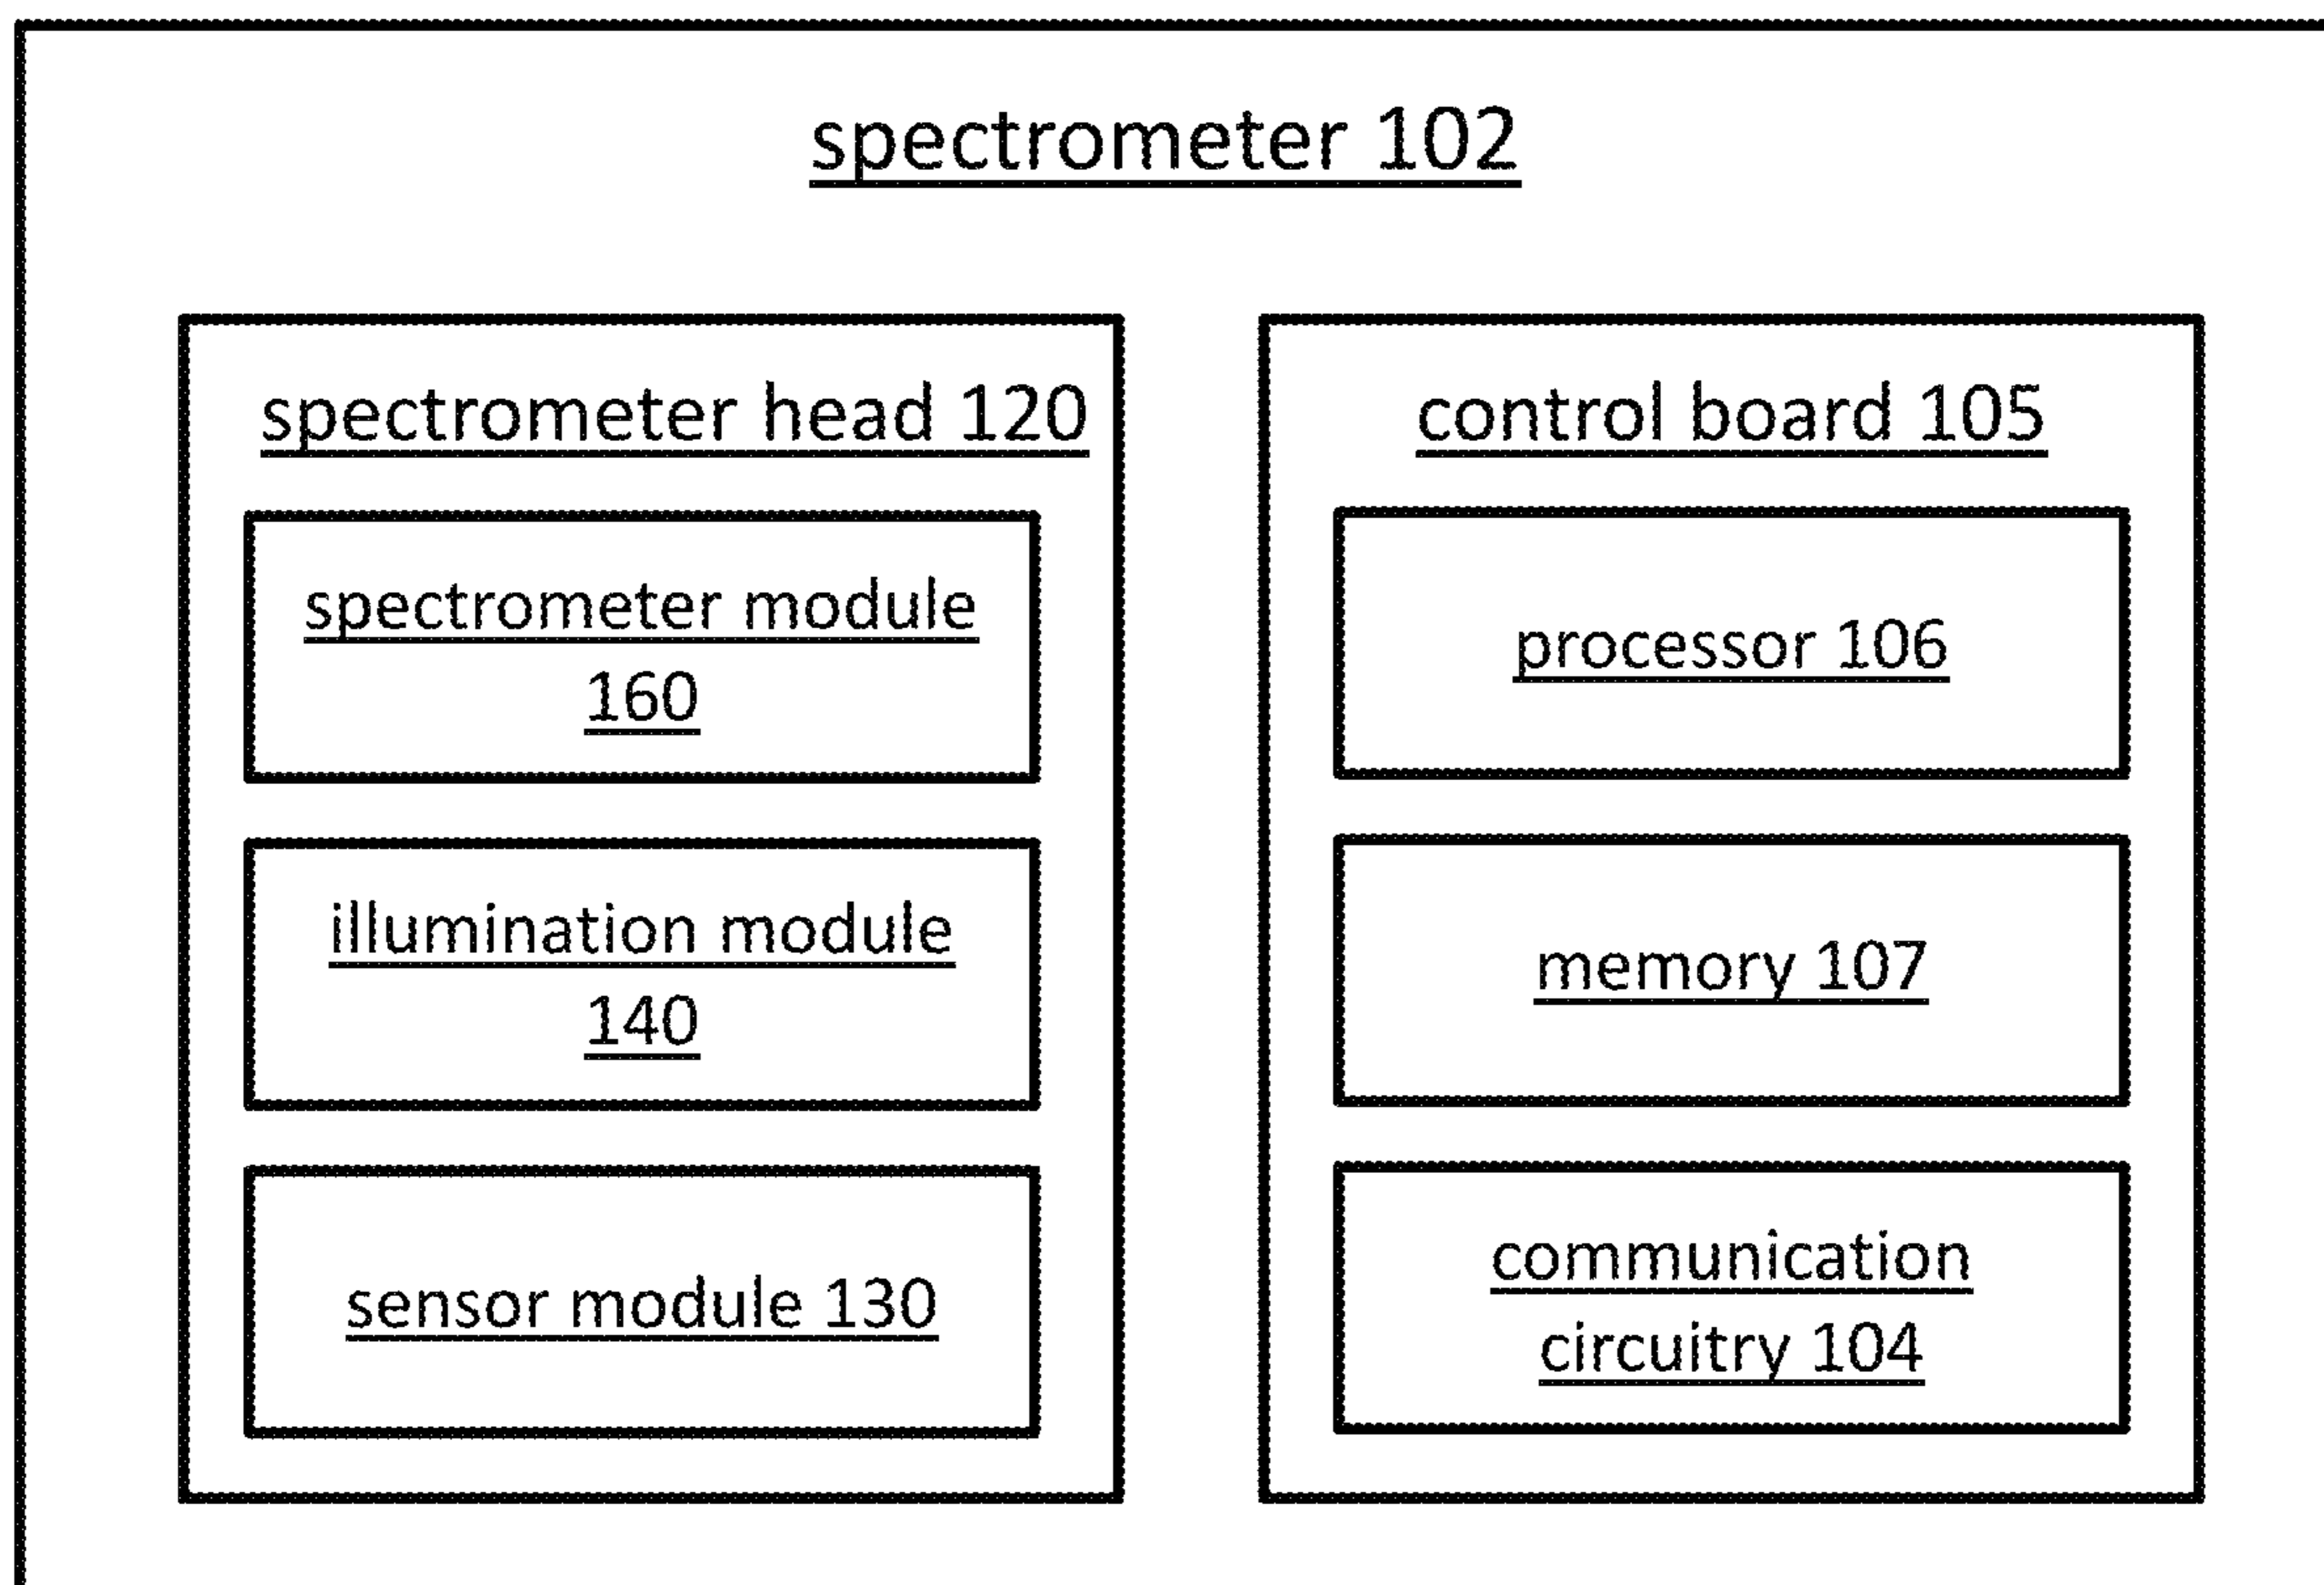 spectrometer 102
spectrometer head 120
spectrometer module
160
illumination module
140
sensor module 130
control board 105
processor 106
memory 107
communication
circuitry 104